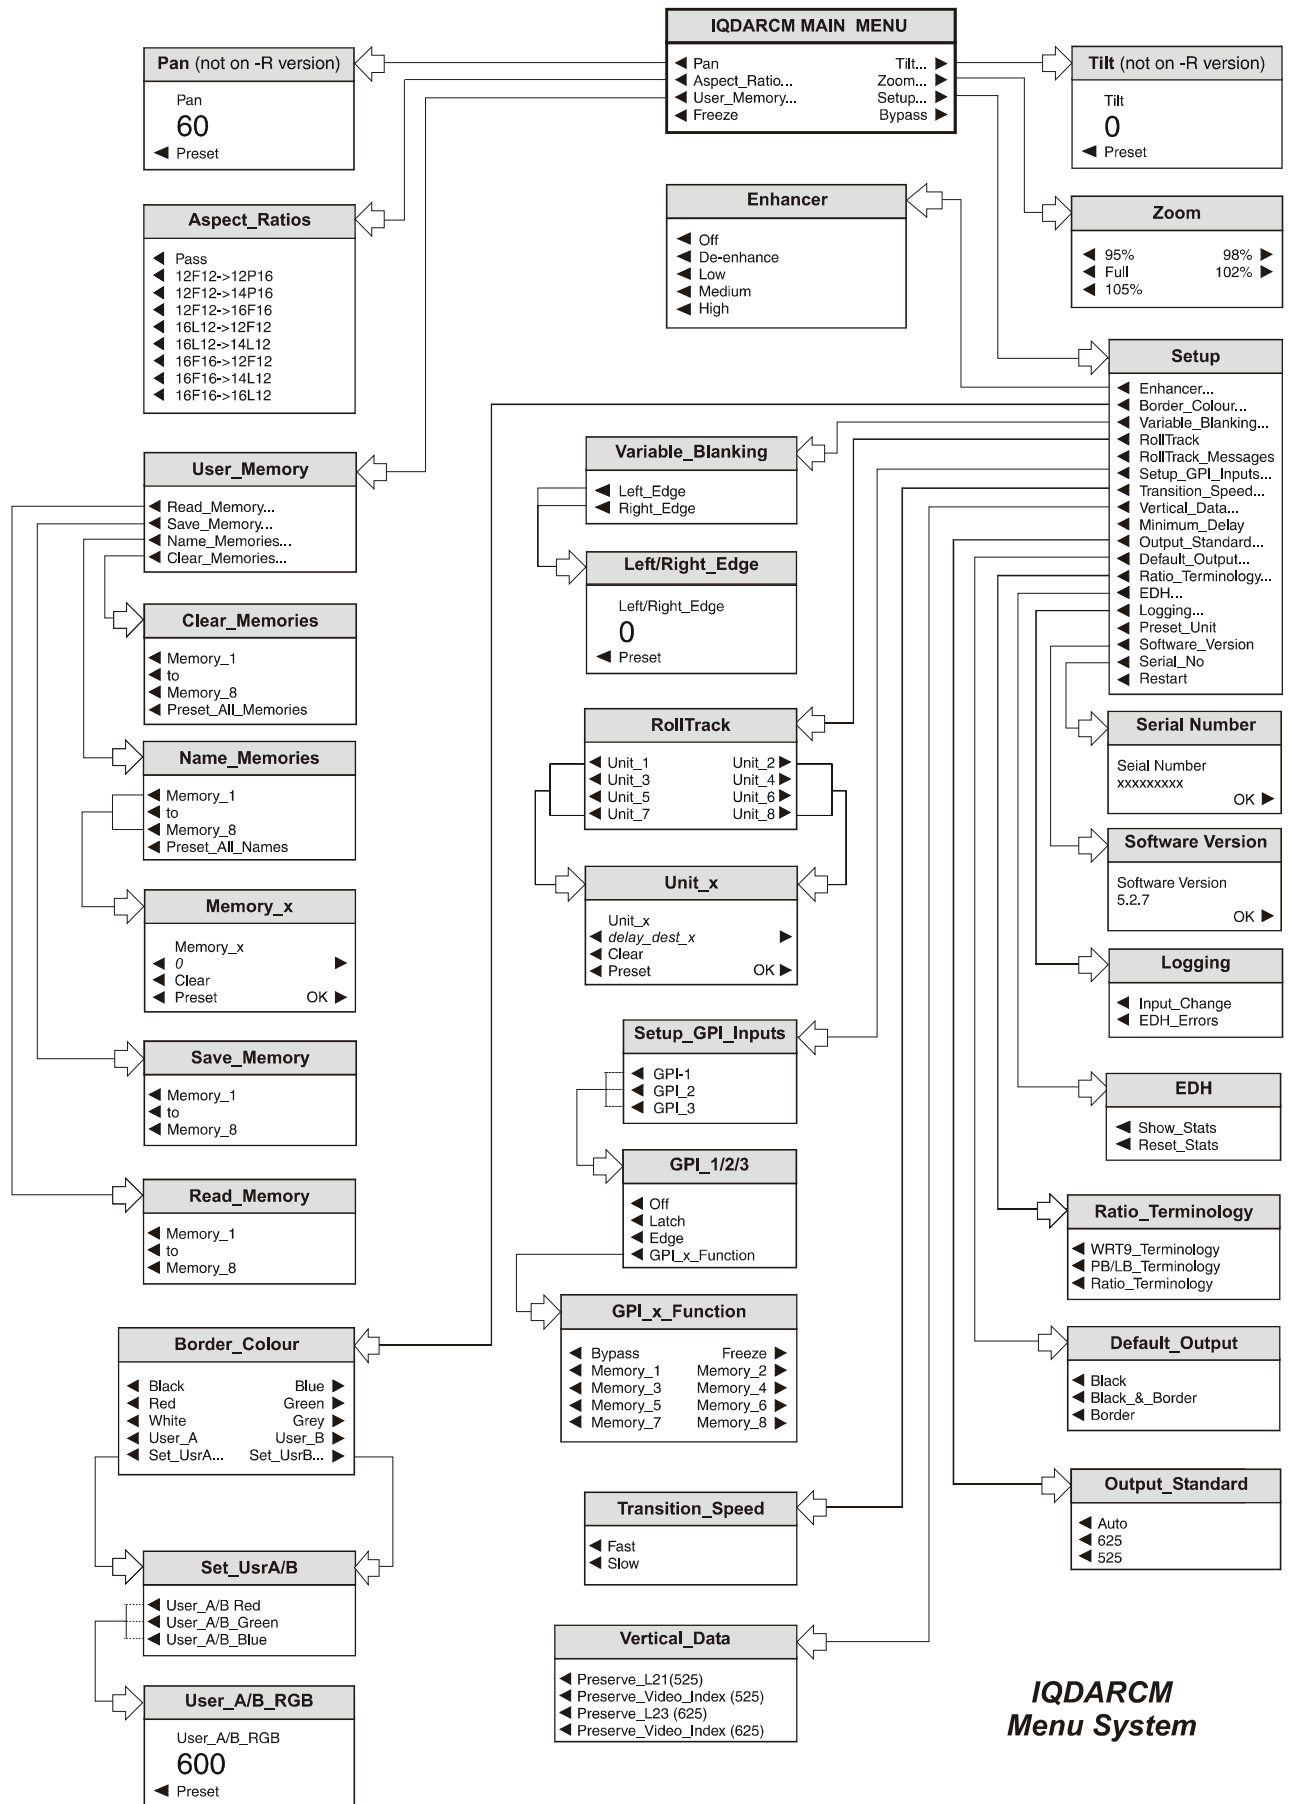 IQDARCM MAIN MENU
Pan Tilt...
Aspect_Ratio... Zoom...
User_Memory... Setup...
Freeze Bypass
Pan (not on -R version)
Pan
60
Preset
Tilt (not on -R version)
Tilt
0
Preset
Aspect_Ratios
Pass
12F12->12P16
12F12->14P16
12F12->16F16
16L12->12F12
16L12->14L12
16F16->12F12
16F16->14L12
16F16->16L12
Enhancer
Off
De-enhance
Low
Medium
High
Zoom
95% 98%
Full 102%
105%
Setup
Enhancer...
Border_Colour...
Variable_Blanking...
RollTrack
RollTrack_Messages
Setup_GPI_Inputs...
Transition_Speed...
Vertical_Data...
Minimum_Delay
Output_Standard...
Default_Output...
Ratio_Terminology...
EDH...
Logging...
Preset_Unit
Software_Version
Serial_No
Restart
User_Memory
Read_Memory...
Save_Memory...
Name_Memories...
Clear_Memories...
Variable_Blanking
Left_Edge
Right_Edge
Left/Right_Edge
Left/Right_Edge
0
Preset
Clear_Memories
Memory_1
to
Memory_8
Preset_All_Memories
Name_Memories
Memory_1
to
Memory_8
Preset_All_Names
RollTrack
Unit_1 Unit_2
Unit_3 Unit_4
Unit_5 Unit_6
Unit_7 Unit_8
Serial Number
Seial Number
xxxxxxxxx
OK
Software Version
Software Version
5.2.7
OK
Memory_x
Memory_x
0
Clear
Preset OK
Unit_x
Unit_x
delay_dest_x
Clear
Preset OK
Logging
Input_Change
EDH_Errors
Save_Memory
Memory_1
to
Memory_8
Setup_GPI_Inputs
GPI-1
GPI_2
GPI_3
EDH
Show_Stats
Reset_Stats
Read_Memory
Memory_1
to
Memory_8
GPI_1/2/3
Off
Latch
Edge
GPI_x_Function
Ratio_Terminology
WRT9_Terminology
PB/LB_Terminology
Ratio_Terminology
GPI_x_Function
Bypass Freeze
Memory_1 Memory_2
Memory_3 Memory_4
Memory_5 Memory_6
Memory_7 Memory_8
Border_Colour
Black Blue
Red Green
White Grey
User_A User_B
Set_UsrA... Set_UsrB...
Default_Output
Black
Black_&_Border
Border
Output_Standard
Auto
625
525
Transition_Speed
Fast
Slow
Set_UsrA/B
User_A/B Red
User_A/B_Green
User_A/B_Blue
Vertical_Data
Preserve_L21(525)
Preserve_Video_Index (525)
Preserve_L23 (625)
Preserve_Video_Index (625)
User_A/B_RGB
User_A/B_RGB
600
Preset
IQDARCM
Menu System